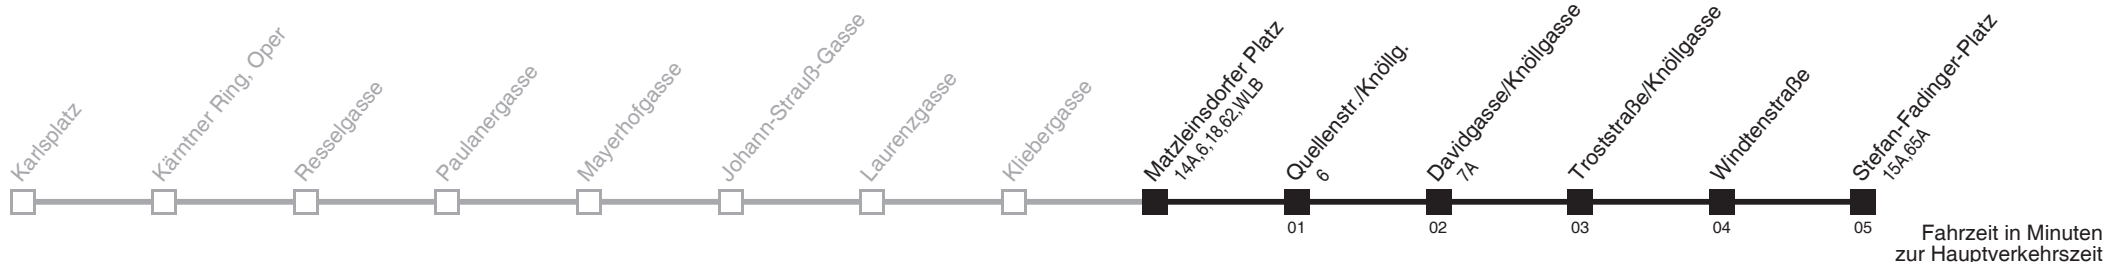 Karlsplatz
Kärntner Ring, Oper
Resselgasse
Paulanergasse
Mayerhofgasse
Johann-Strauß-Gasse
Laurenzgasse
Kliebergasse
Matzleinsdorfer Platz
14A,6,18,62,WLB
Quellenstr./Knöllg.
6
Davidgasse/Knöllgasse
7A
Troststraße/Knöllgasse
Windtenstraße
Stefan-Fadinger-Platz
15A,65A
01
02
03
04
05
Fahrzeit in Minuten
zur Hauptverkehrszeit